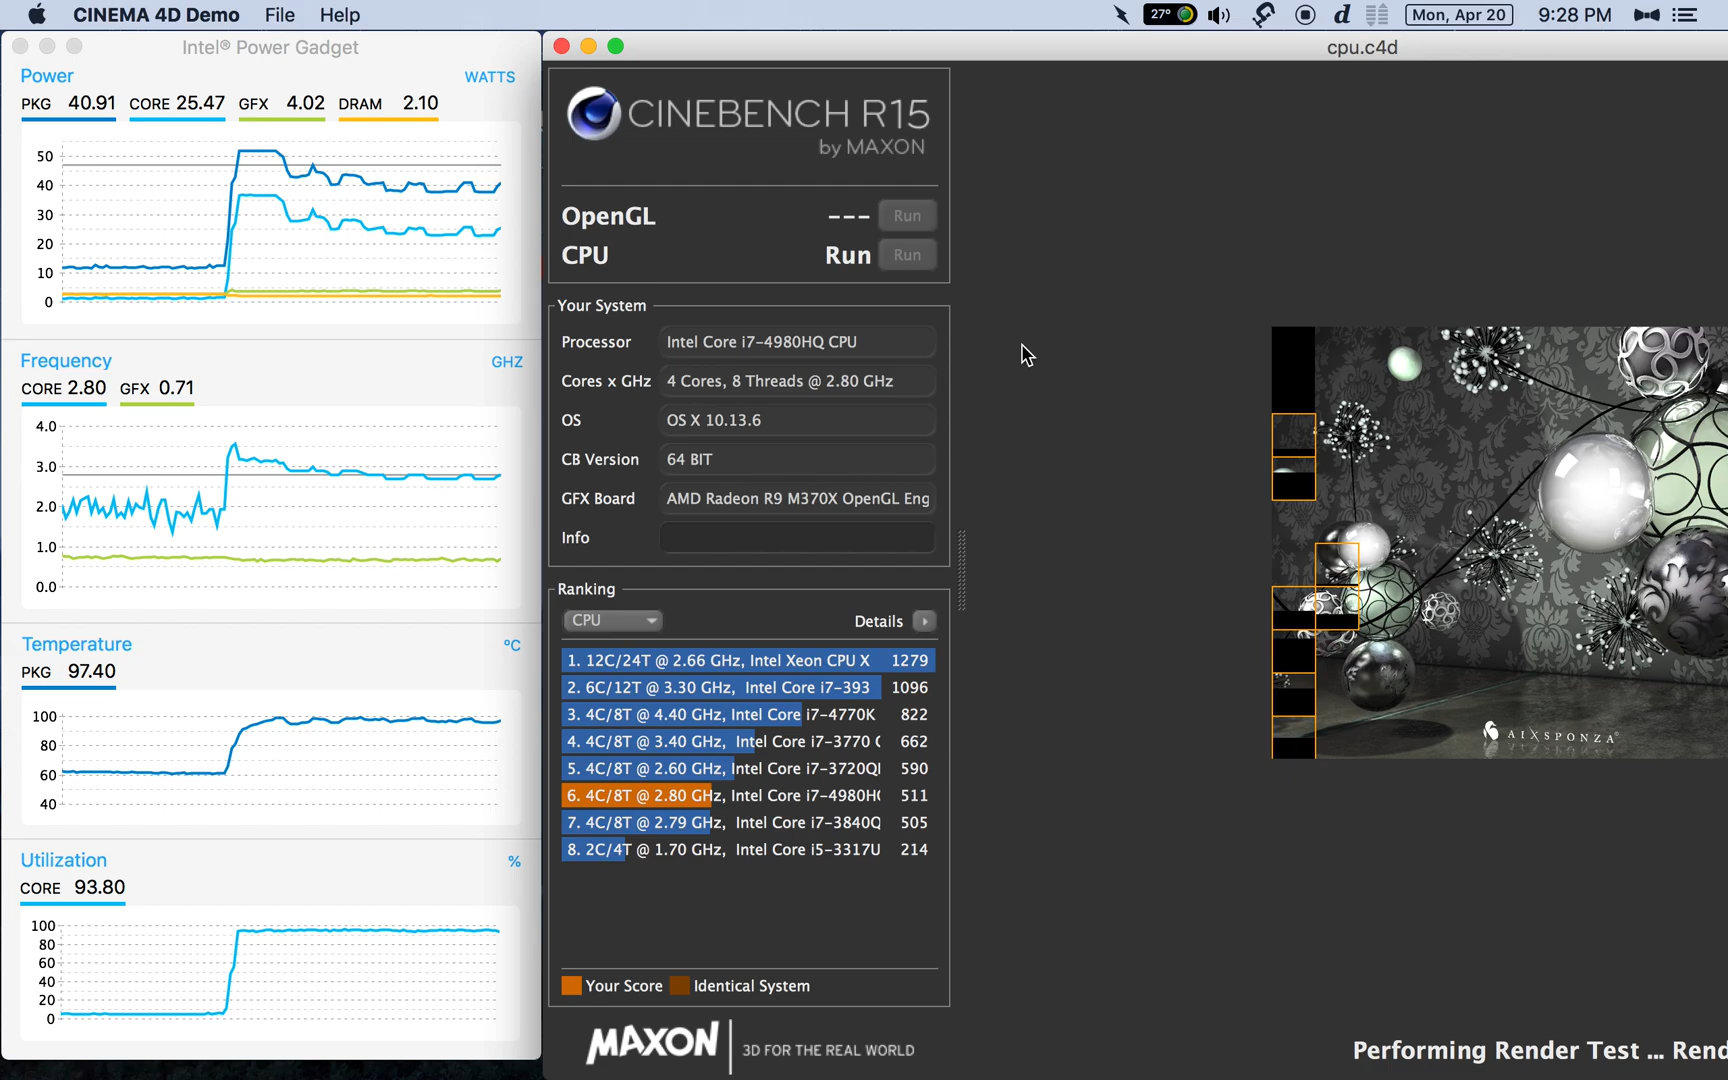 CINEMA 4D Demo File Help
27°
d
Mon, Apr 20
9:28 PM
Intel® Power Gadget
Power WATTS
PKG 40.91 CORE 25.47 GFX 4.02 DRAM 2.10
50
40
30
20
10
0
Frequency GHZ
CORE 2.80 GFX 0.71
4.0
3.0
2.0
1.0
0.0
Temperature °C
PKG 97.40
100
80
60
40
Utilization %
CORE 93.80
100
80
60
40
20
0
cpu.c4d
CINEBENCH R15
by MAXON
OpenGL --- Run
CPU Run Run
Your System
Processor Intel Core i7-4980HQ CPU
Cores x GHz 4 Cores, 8 Threads @ 2.80 GHz
OS OS X 10.13.6
CB Version 64 BIT
GFX Board AMD Radeon R9 M370X OpenGL Eng
Info
Ranking
CPU Details
1. 12C/24T @ 2.66 GHz, Intel Xeon CPU X 1279
2. 6C/12T @ 3.30 GHz, Intel Core i7-393 1096
3. 4C/8T @ 4.40 GHz, Intel Core i7-4770K 822
4. 4C/8T @ 3.40 GHz, Intel Core i7-3770 662
5. 4C/8T @ 2.60 GHz, Intel Core i7-3720Q 590
6. 4C/8T @ 2.80 GHz, Intel Core i7-4980H 511
7. 4C/8T @ 2.79 GHz, Intel Core i7-3840Q 505
8. 2C/4T @ 1.70 GHz, Intel Core i5-3317U 214
Your Score Identical System
MAXON 3D FOR THE REAL WORLD
AIXSPONZA
Performing Render Test ... Rend